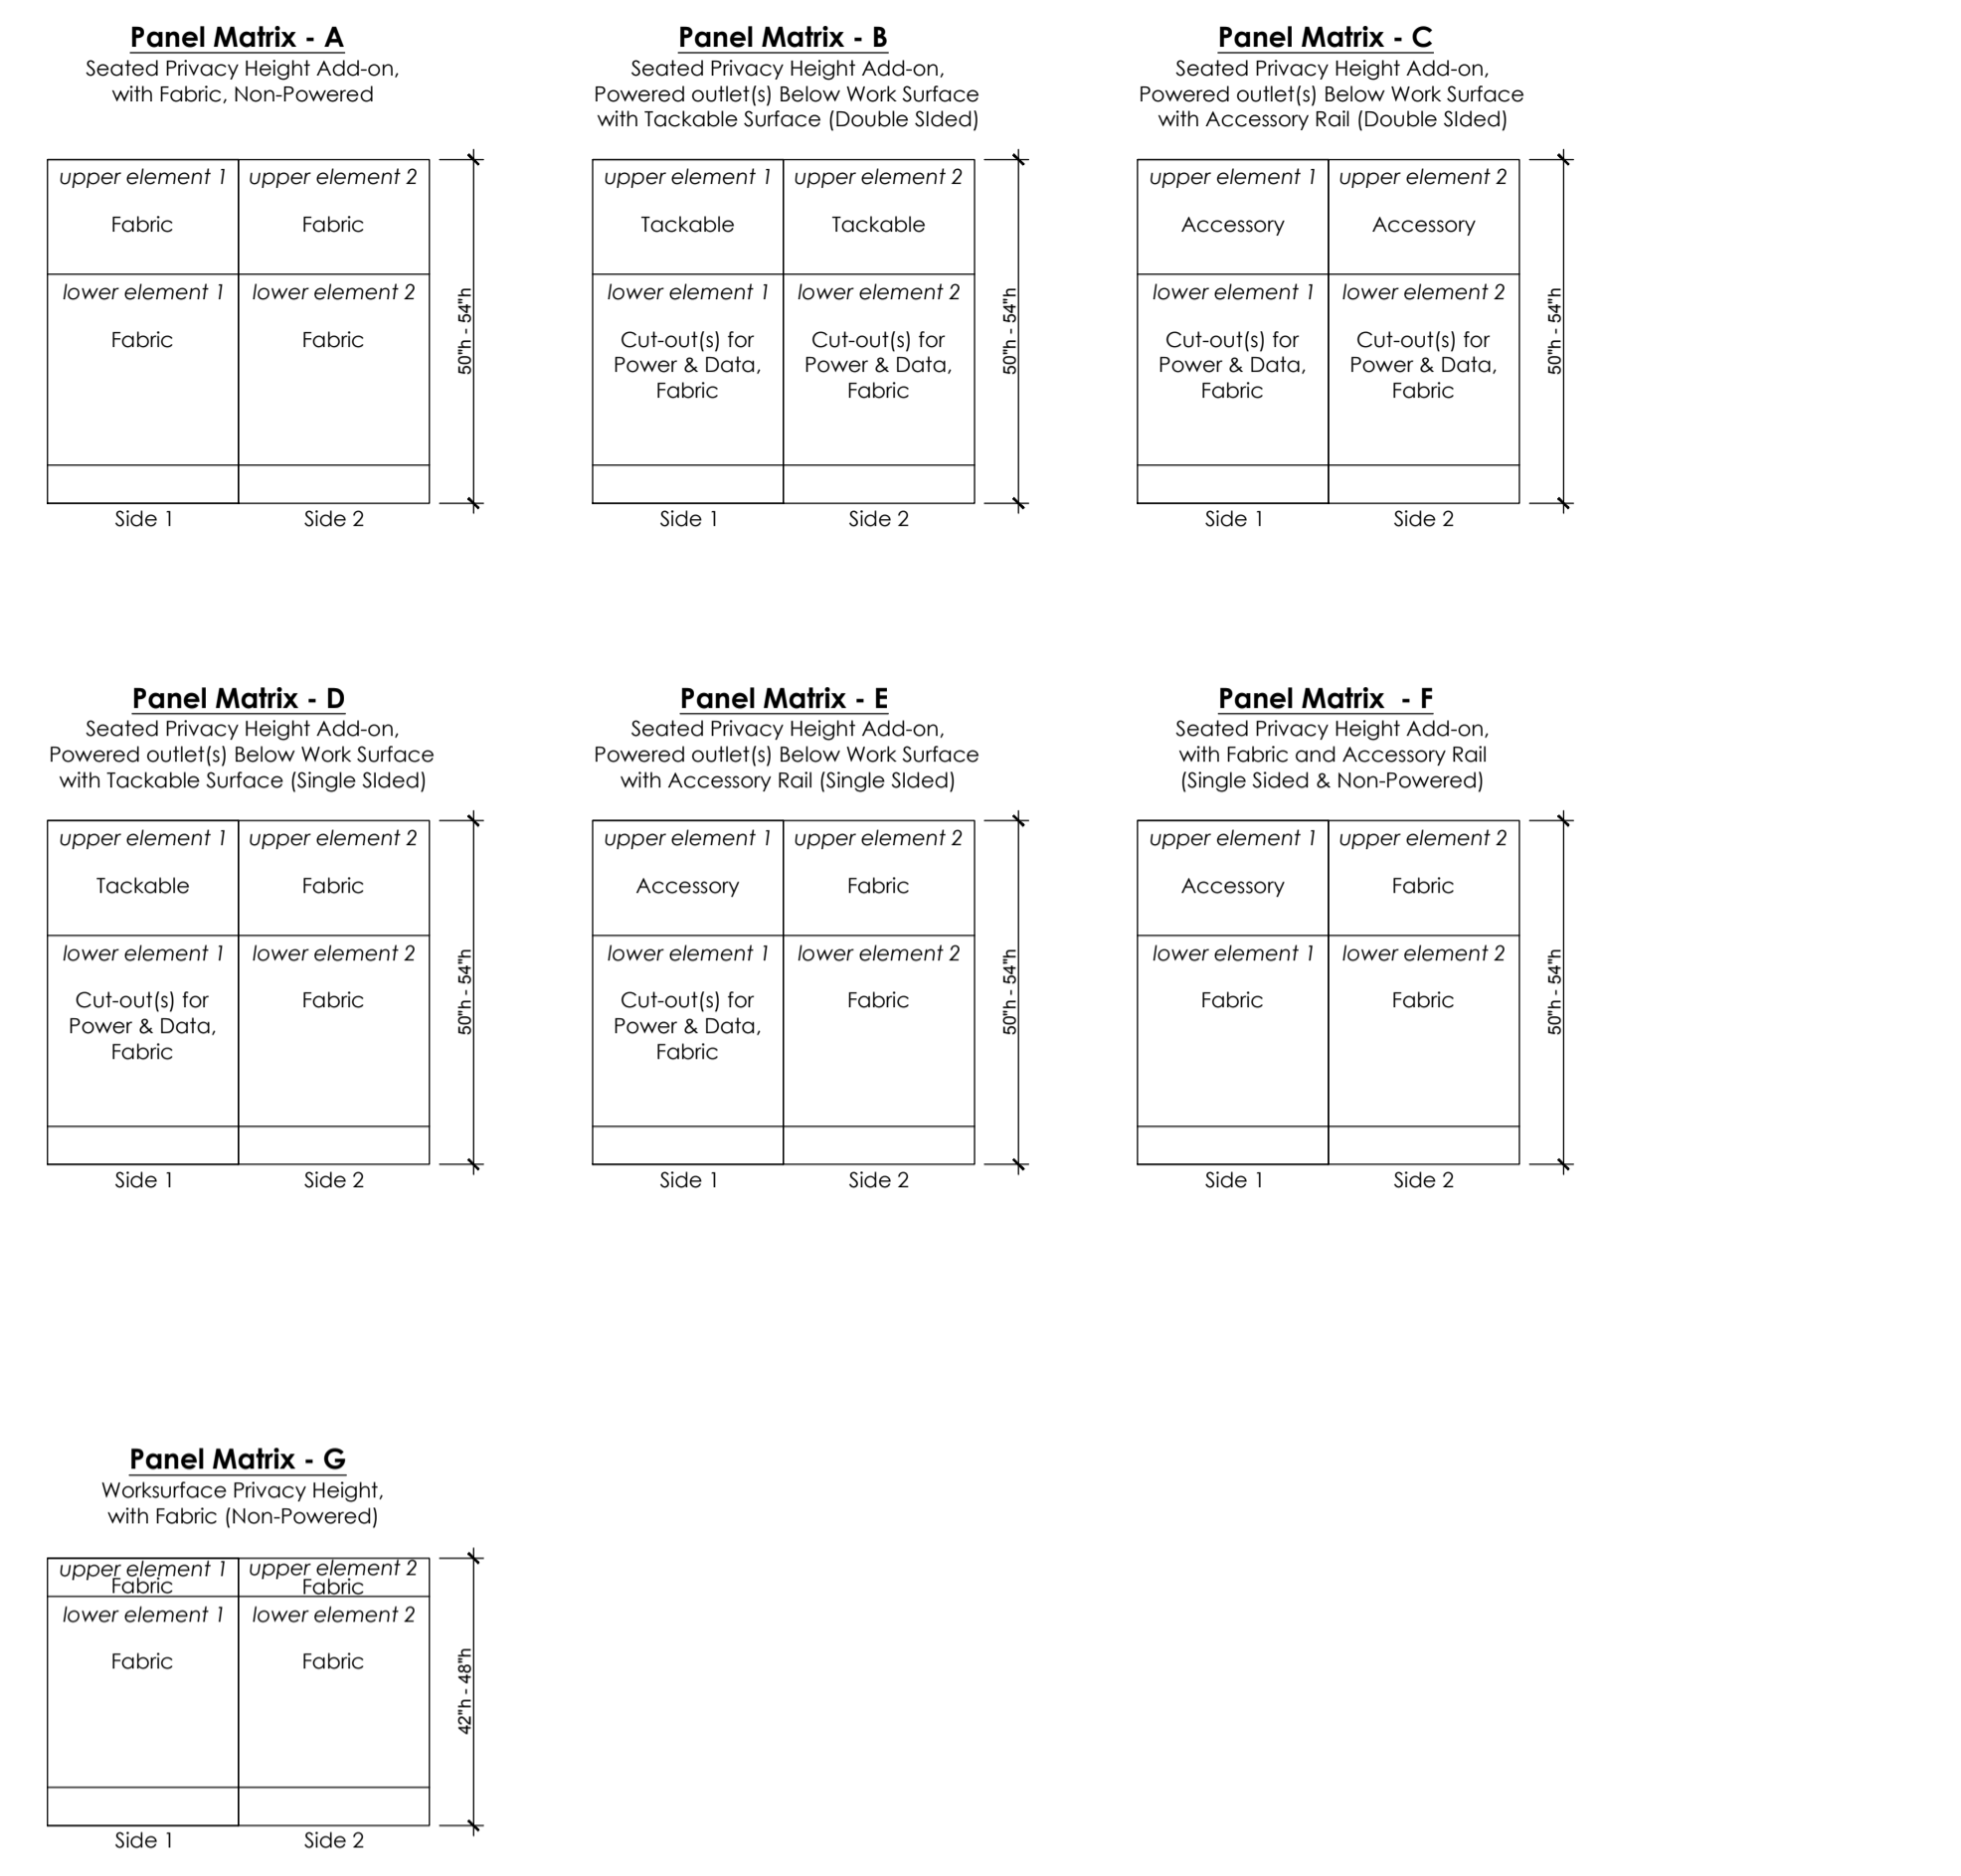 Panel Matrix - A
Seated Privacy Height Add-on,
with Fabric, Non-Powered
upper element 1
upper element 2
Fabric
Fabric
lower element 1
lower element 2
Fabric
Fabric
50"h - 54"h
Side 1
Side 2
Panel Matrix - B
Seated Privacy Height Add-on,
Powered outlet(s) Below Work Surface
with Tackable Surface (Double SIded)
upper element 1
upper element 2
Tackable
Tackable
lower element 1
lower element 2
Cut-out(s) for
Power & Data,
Fabric
Cut-out(s) for
Power & Data,
Fabric
50"h - 54"h
Side 1
Side 2
Panel Matrix - C
Seated Privacy Height Add-on,
Powered outlet(s) Below Work Surface
with Accessory Rail (Double SIded)
upper element 1
upper element 2
Accessory
Accessory
lower element 1
lower element 2
Cut-out(s) for
Power & Data,
Fabric
Cut-out(s) for
Power & Data,
Fabric
50"h - 54"h
Side 1
Side 2
Panel Matrix - D
Seated Privacy Height Add-on,
Powered outlet(s) Below Work Surface
with Tackable Surface (Single SIded)
upper element 1
upper element 2
Tackable
Fabric
lower element 1
lower element 2
Cut-out(s) for
Power & Data,
Fabric
Fabric
50"h - 54"h
Side 1
Side 2
Panel Matrix - E
Seated Privacy Height Add-on,
Powered outlet(s) Below Work Surface
with Accessory Rail (Single SIded)
upper element 1
upper element 2
Accessory
Fabric
lower element 1
lower element 2
Cut-out(s) for
Power & Data,
Fabric
Fabric
50"h - 54"h
Side 1
Side 2
Panel Matrix - F
Seated Privacy Height Add-on,
with Fabric and Accessory Rail
(Single Sided & Non-Powered)
upper element 1
upper element 2
Accessory
Fabric
lower element 1
lower element 2
Fabric
Fabric
50"h - 54"h
Side 1
Side 2
Panel Matrix - G
Worksurface Privacy Height,
with Fabric (Non-Powered)
upper element 1
upper element 2
Fabric
Fabric
lower element 1
lower element 2
Fabric
Fabric
42"h - 48"h
Side 1
Side 2